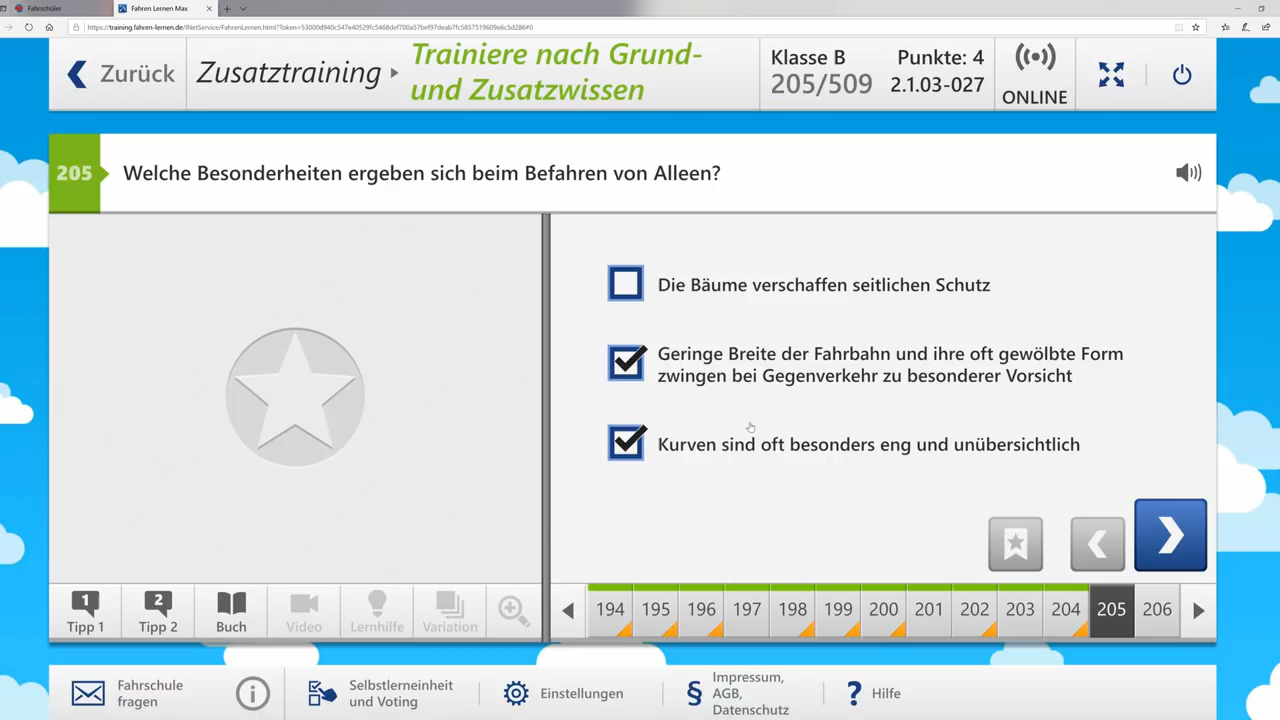 Fahrschüler
Fahren Lernen Max
Zurück
Zusatztraining
Trainiere nach Grund-
und Zusatzwissen
Klasse B
205/509
Punkte: 4
2.1.03-027
ONLINE
205
Welche Besonderheiten ergeben sich beim Befahren von Alleen?
Die Bäume verschaffen seitlichen Schutz
Geringe Breite der Fahrbahn und ihre oft gewölbte Form
zwingen bei Gegenverkehr zu besonderer Vorsicht
Kurven sind oft besonders eng und unübersichtlich
1
Tipp 1
2
Tipp 2
Buch
Video
Lernhilfe
Variation
194 195 196 197 198 199 200 201 202 203 204 205 206
Fahrschule
fragen
Selbstlerneinheit
und Voting
Einstellungen
§
Impressum,
AGB,
Datenschutz
?
Hilfe